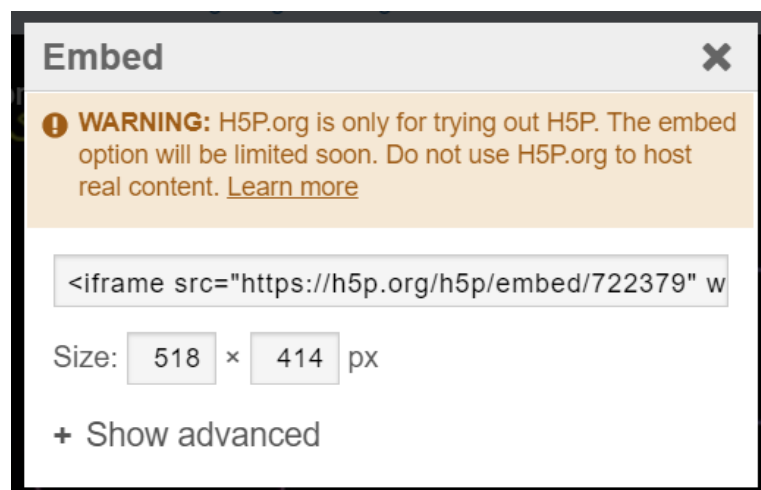 Embed
WARNING: H5P.org is only for trying out H5P. The embed
option will be limited soon. Do not use H5P.org to host
real content. Learn more
<iframe src="https://h5p.org/h5p/embed/722379" w
Size: 518 × 414 px
+ Show advanced